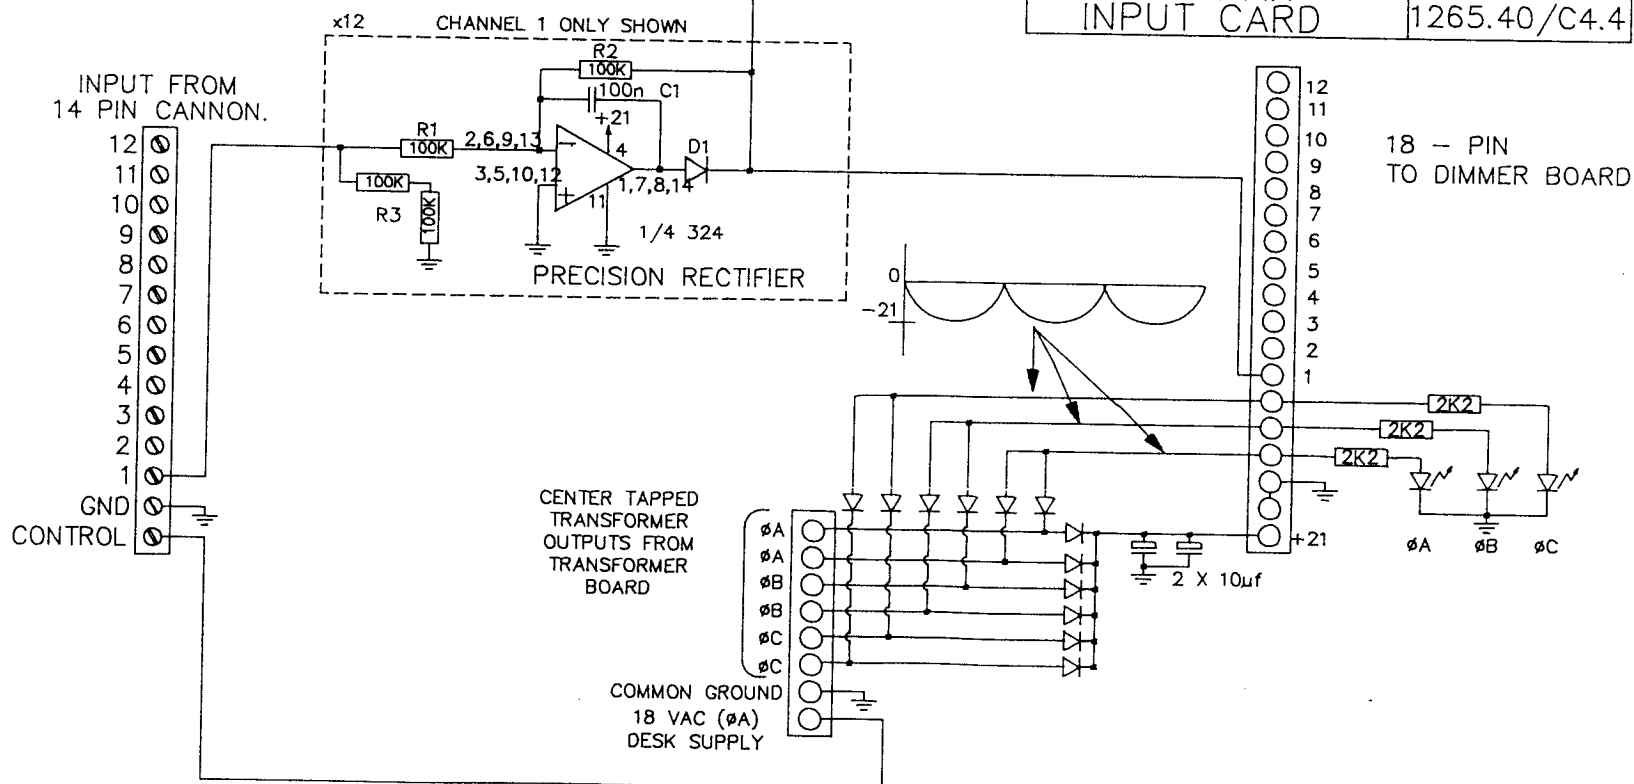 INPUT CARD
1265.40/C4.4
x12
CHANNEL 1 ONLY SHOWN
INPUT FROM
14 PIN CANNON.
12
11
10
9
8
7
6
5
4
3
2
1
GND
CONTROL
R1
100K
R2
100K
100n C1
+21
2,6,9,13
3,5,10,12
4
11
1,7,8,14
D1
100K
R3
100K
1/4 324
PRECISION RECTIFIER
0
-21
12
11
10
9
8
7
6
5
4
3
2
1
+21
18 - PIN
TO DIMMER BOARD
2K2
2K2
2K2
øA
øB
øC
2 X 10µf
CENTER TAPPED
TRANSFORMER
OUTPUTS FROM
TRANSFORMER
BOARD
øA
øA
øB
øB
øC
øC
COMMON GROUND
18 VAC (øA)
DESK SUPPLY